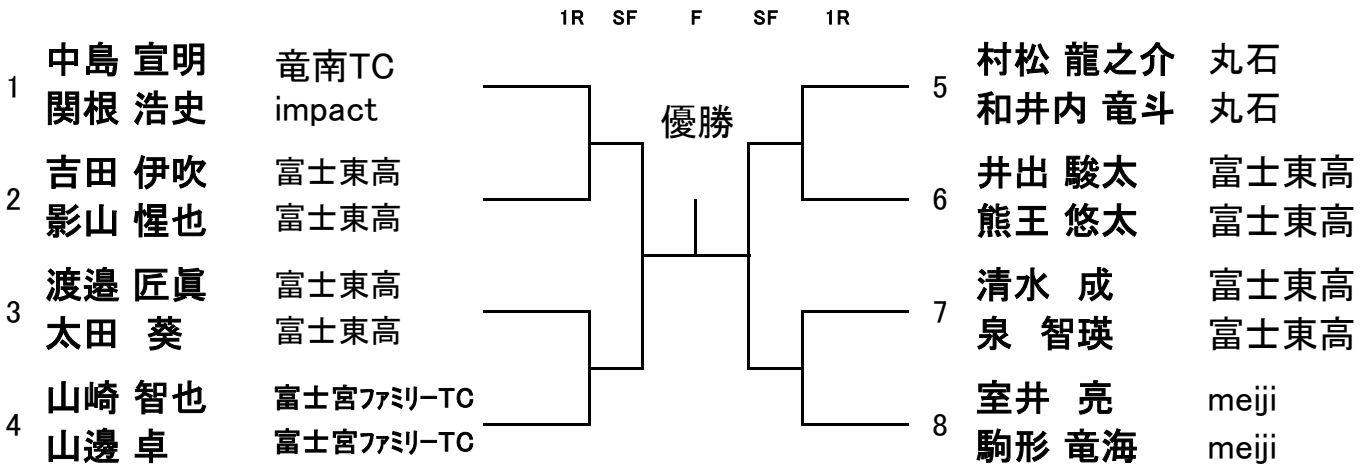 1R SF F SF 1R
優勝
1
中島 宣明 竜南TC
関根 浩史 impact
2
吉田 伊吹 富士東高
影山 惺也 富士東高
3
渡邉 匠眞 富士東高
太田 葵 富士東高
4
山崎 智也 富士宮ファミリーTC
山邊 卓 富士宮ファミリーTC
5
村松 龍之介 丸石
和井内 竜斗 丸石
6
井出 駿太 富士東高
熊王 悠太 富士東高
7
清水 成 富士東高
泉 智瑛 富士東高
8
室井 亮 meiji
駒形 竜海 meiji